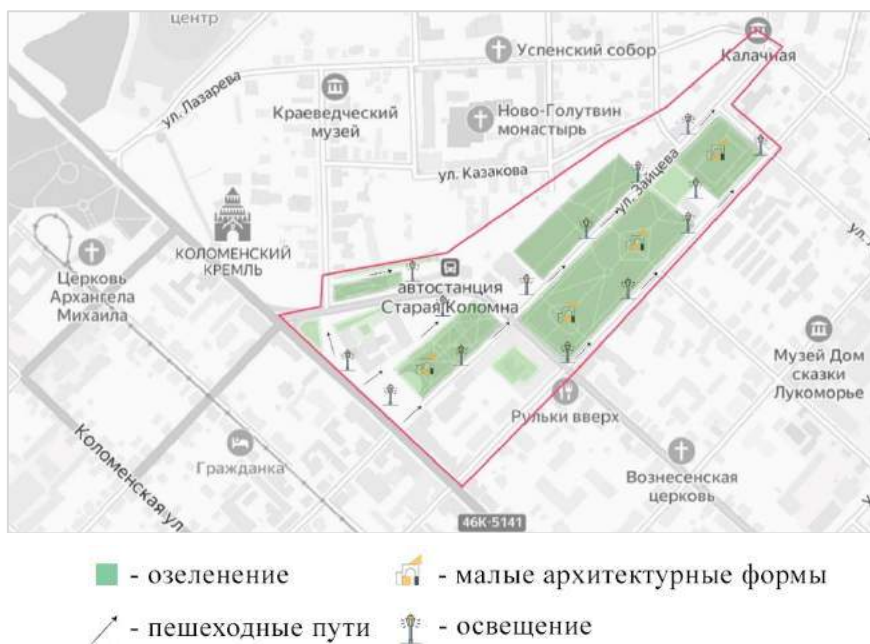 центр
Калачная
Успенский собор
ул. Лазарева
Краеведческий
музей
Ново-Голутвин
монастырь
ул. Казакова
ул. Зайцева
КОЛОМЕНСКИЙ
КРЕМЛЬ
Церковь
Архангела
Михаила
автостанция
Старая Коломна
Музей Дом
сказки
Лукоморье
Рульки вверх
Гражданка
Коломенская ул.
Вознесенская
церковь
46К-5141
- озеленение
- малые архитектурные формы
- пешеходные пути
- освещение